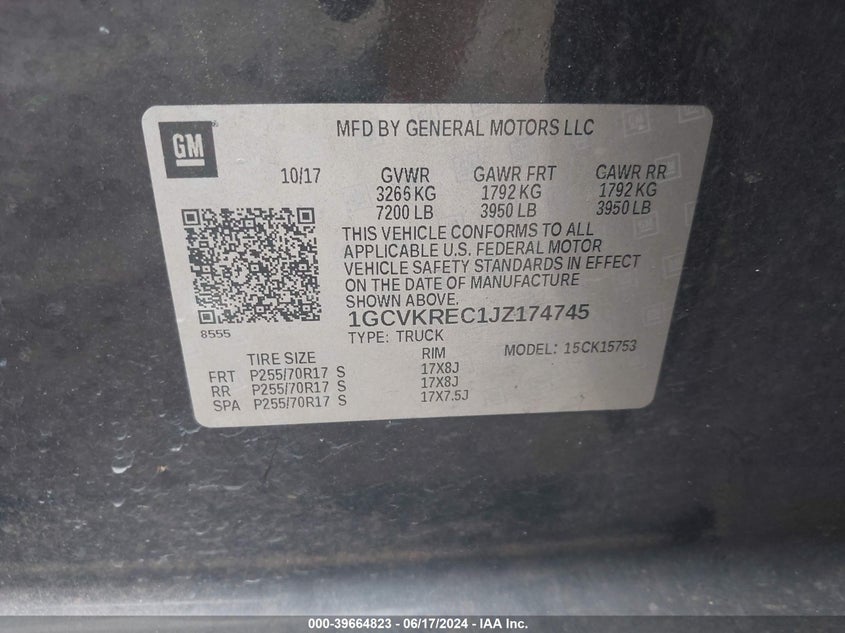 GM
MFD BY GENERAL MOTORS LLC
10/17 GVWR GAWR FRT GAWR RR
3266 KG 1792 KG 1792 KG
7200 LB 3950 LB 3950 LB
THIS VEHICLE CONFORMS TO ALL
APPLICABLE U.S. FEDERAL MOTOR
VEHICLE SAFETY STANDARDS IN EFFECT
ON THE DATE OF MANUFACTURE
SHOWN ABOVE.
8555
1GCVKREC1JZ174745
TYPE: TRUCK MODEL: 15CK15753
TIRE SIZE RIM
FRT P255/70R17 S 17X8J
RR P255/70R17 S 17X8J
SPA P255/70R17 S 17X7.5J
000-39664823 - 06/17/2024 - IAA Inc.